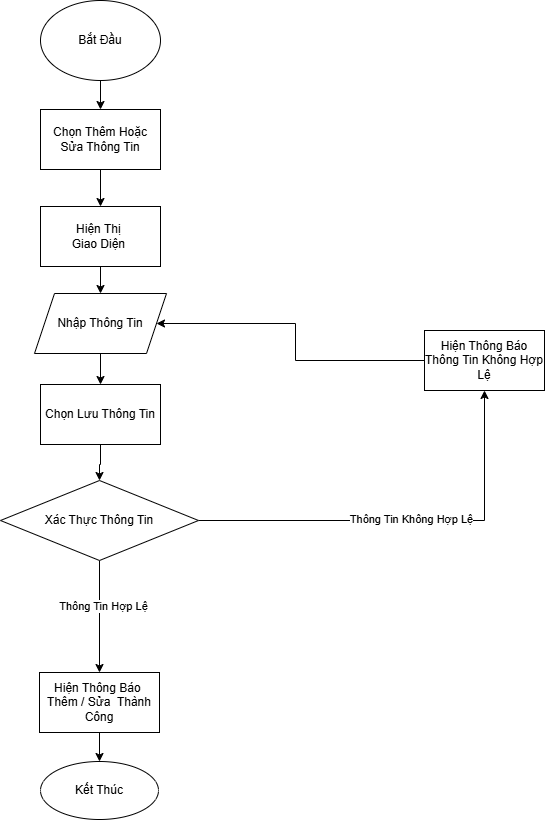 Bắt Đầu
Chọn Thêm Hoặc
Sửa Thông Tin
Hiện Thị
Giao Diện
Nhập Thông Tin
Hiện Thông Báo
Thông Tin Không Hợp
Lệ
Chọn Lưu Thông Tin
Xác Thực Thông Tin
Thông Tin Không Hợp Lệ
Thông Tin Hợp Lệ
Hiện Thông Báo
Thêm / Sửa Thành
Công
Kết Thúc